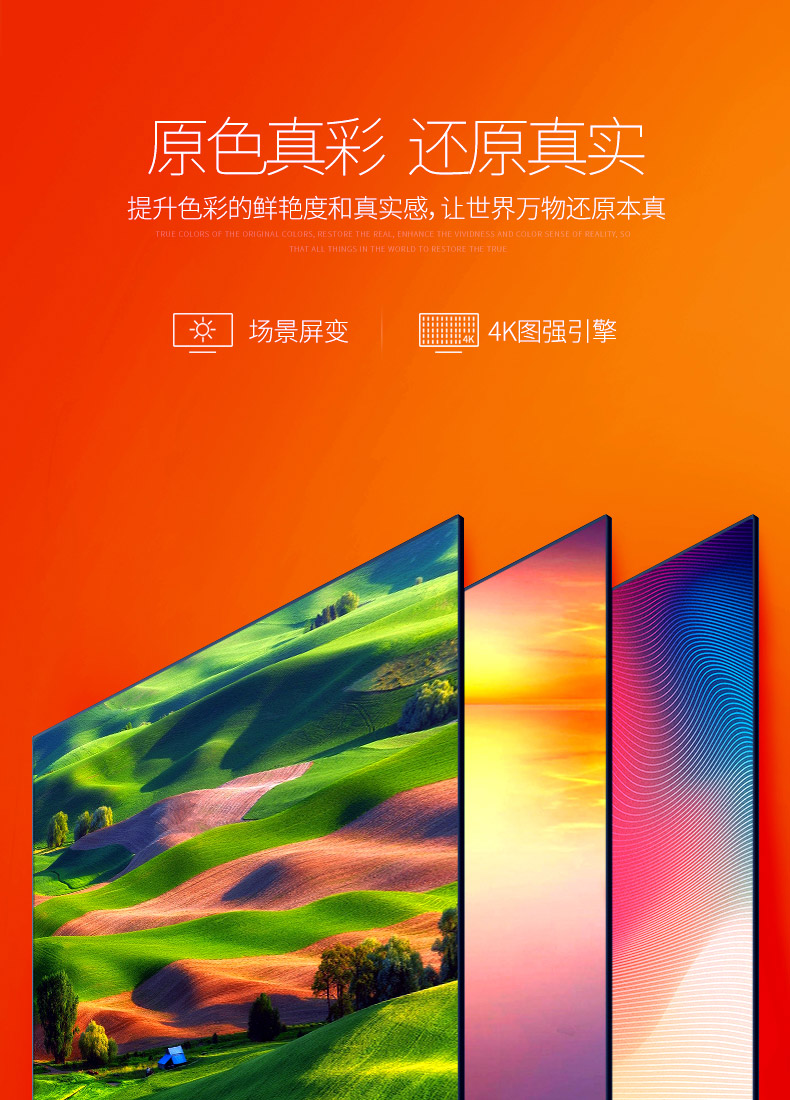 原色真彩 还原真实
提升色彩的鲜艳度和真实感,让世界万物还原本真
TRUE COLORS OF THE ORIGINAL COLORS, RESTORE THE REAL, ENHANCE THE VIVIDNESS AND COLOR SENSE OF REALITY, SO
THAT ALL THINGS IN THE WORLD TO RESTORE THE TRUE
场景屏变
4K
4K图强引擎